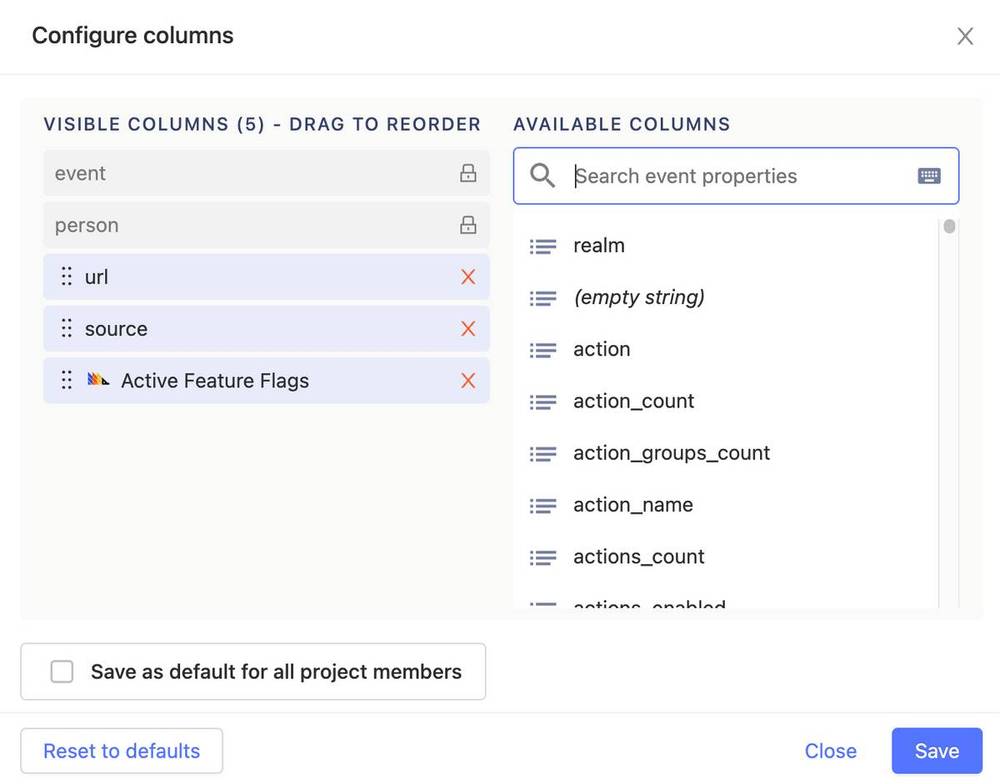 Configure columns
VISIBLE COLUMNS (5) - DRAG TO REORDER
event
person
url
source
Active Feature Flags
AVAILABLE COLUMNS
Search event properties
realm
(empty string)
action
action_count
action_groups_count
action_name
actions_count
actions_enabled
Save as default for all project members
Reset to defaults
Close
Save